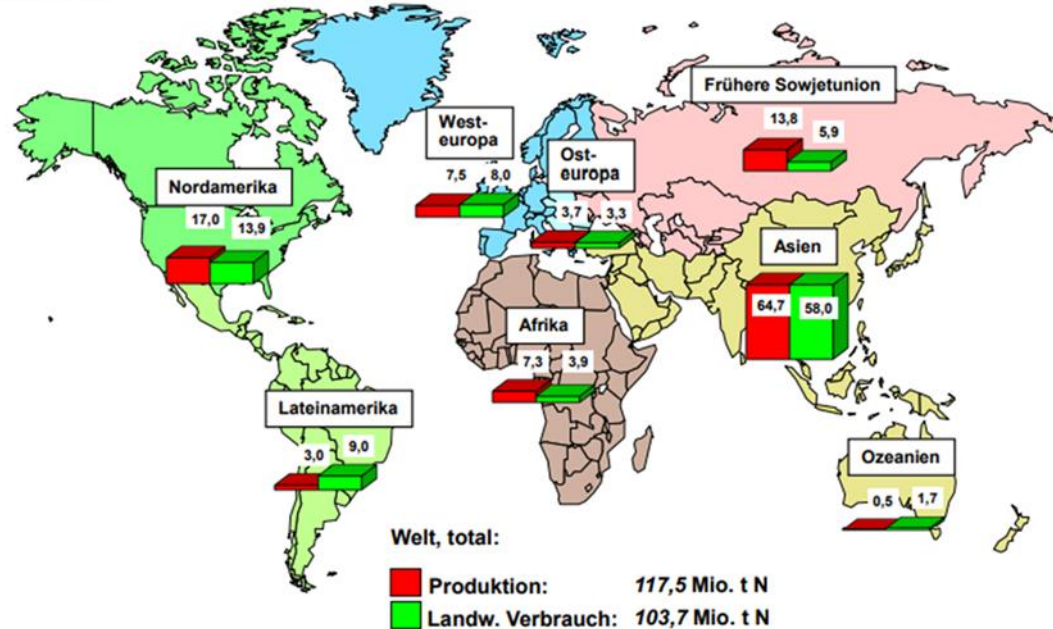 Frühere Sowjetunion
13,8 5,9
West-
europa
7,5 8,0
Ost-
europa
3,7 3,3
Nordamerika
17,0 13,9
Asien
64,7 58,0
Afrika
7,3 3,9
Lateinamerika
3,0 9,0
Ozeanien
0,5 1,7
Welt, total:
Produktion: 117,5 Mio. t N
Landw. Verbrauch: 103,7 Mio. t N